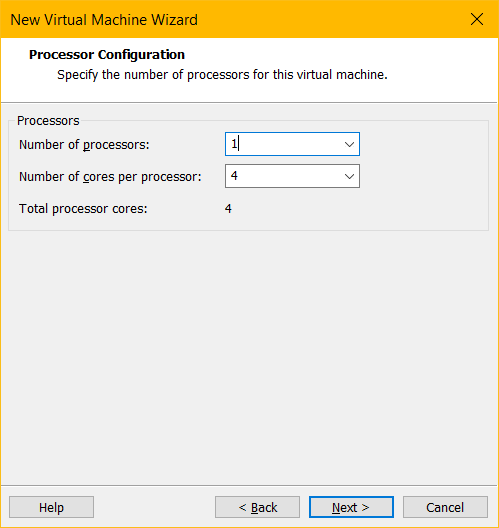 New Virtual Machine Wizard
Processor Configuration
Specify the number of processors for this virtual machine.
Processors
Number of processors: 1
Number of cores per processor: 4
Total processor cores: 4
Help < Back Next > Cancel